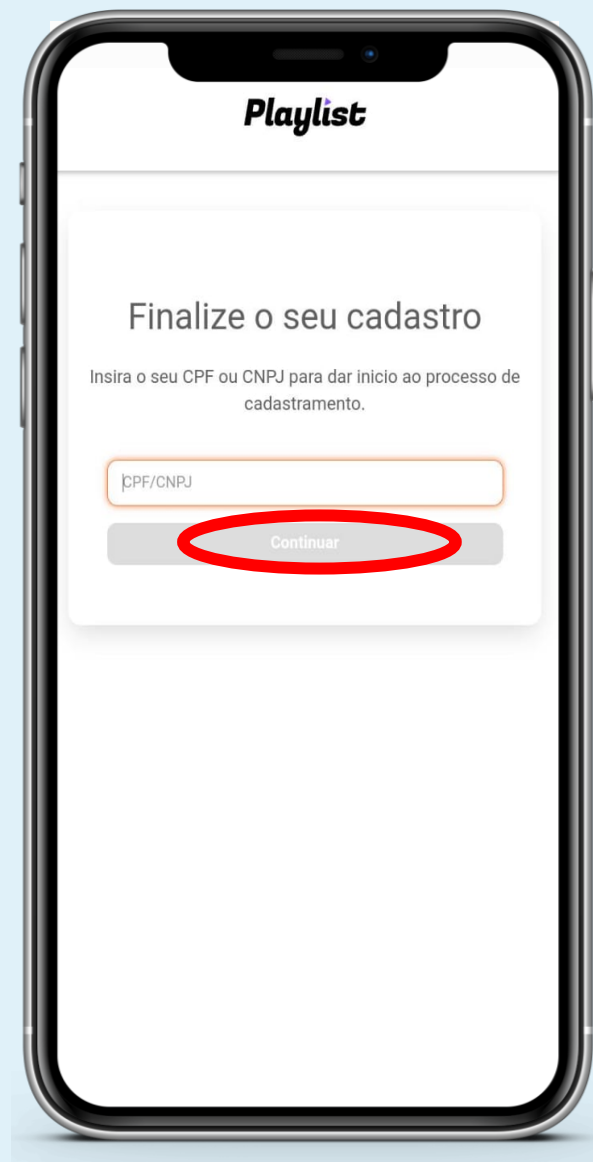 Playlist
Finalize o seu cadastro
Insira o seu CPF ou CNPJ para dar inicio ao processo de
cadastramento.
CPF/CNPJ
Continuar